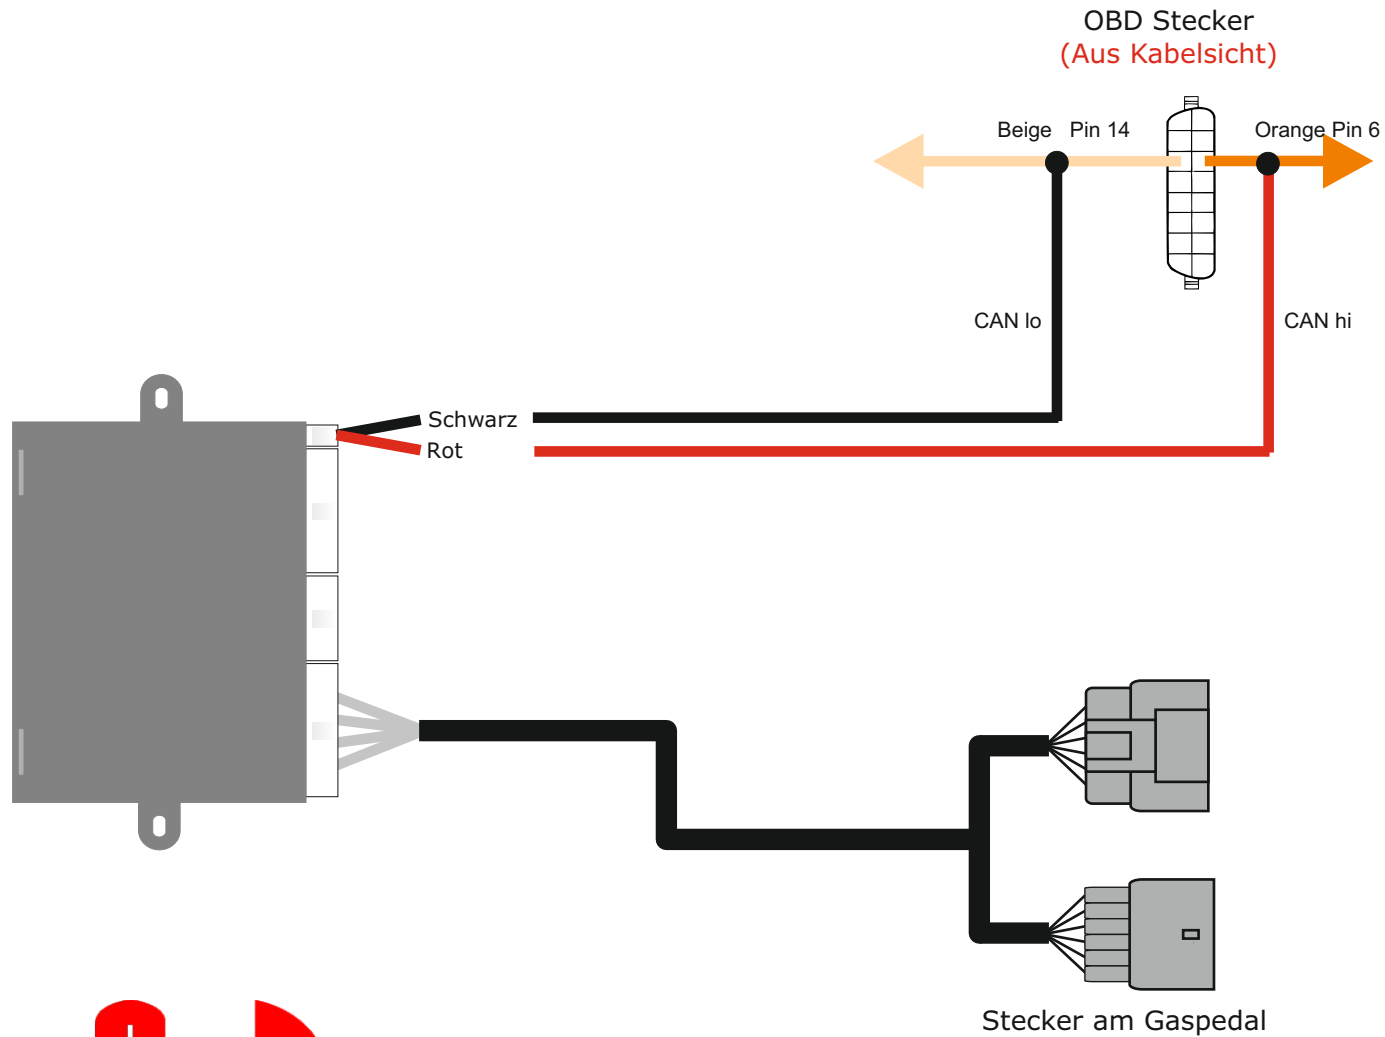 OBD Stecker
(Aus Kabelsicht)
Beige Pin 14
Orange Pin 6
CAN lo
CAN hi
Schwarz
Rot
Stecker am Gaspedal